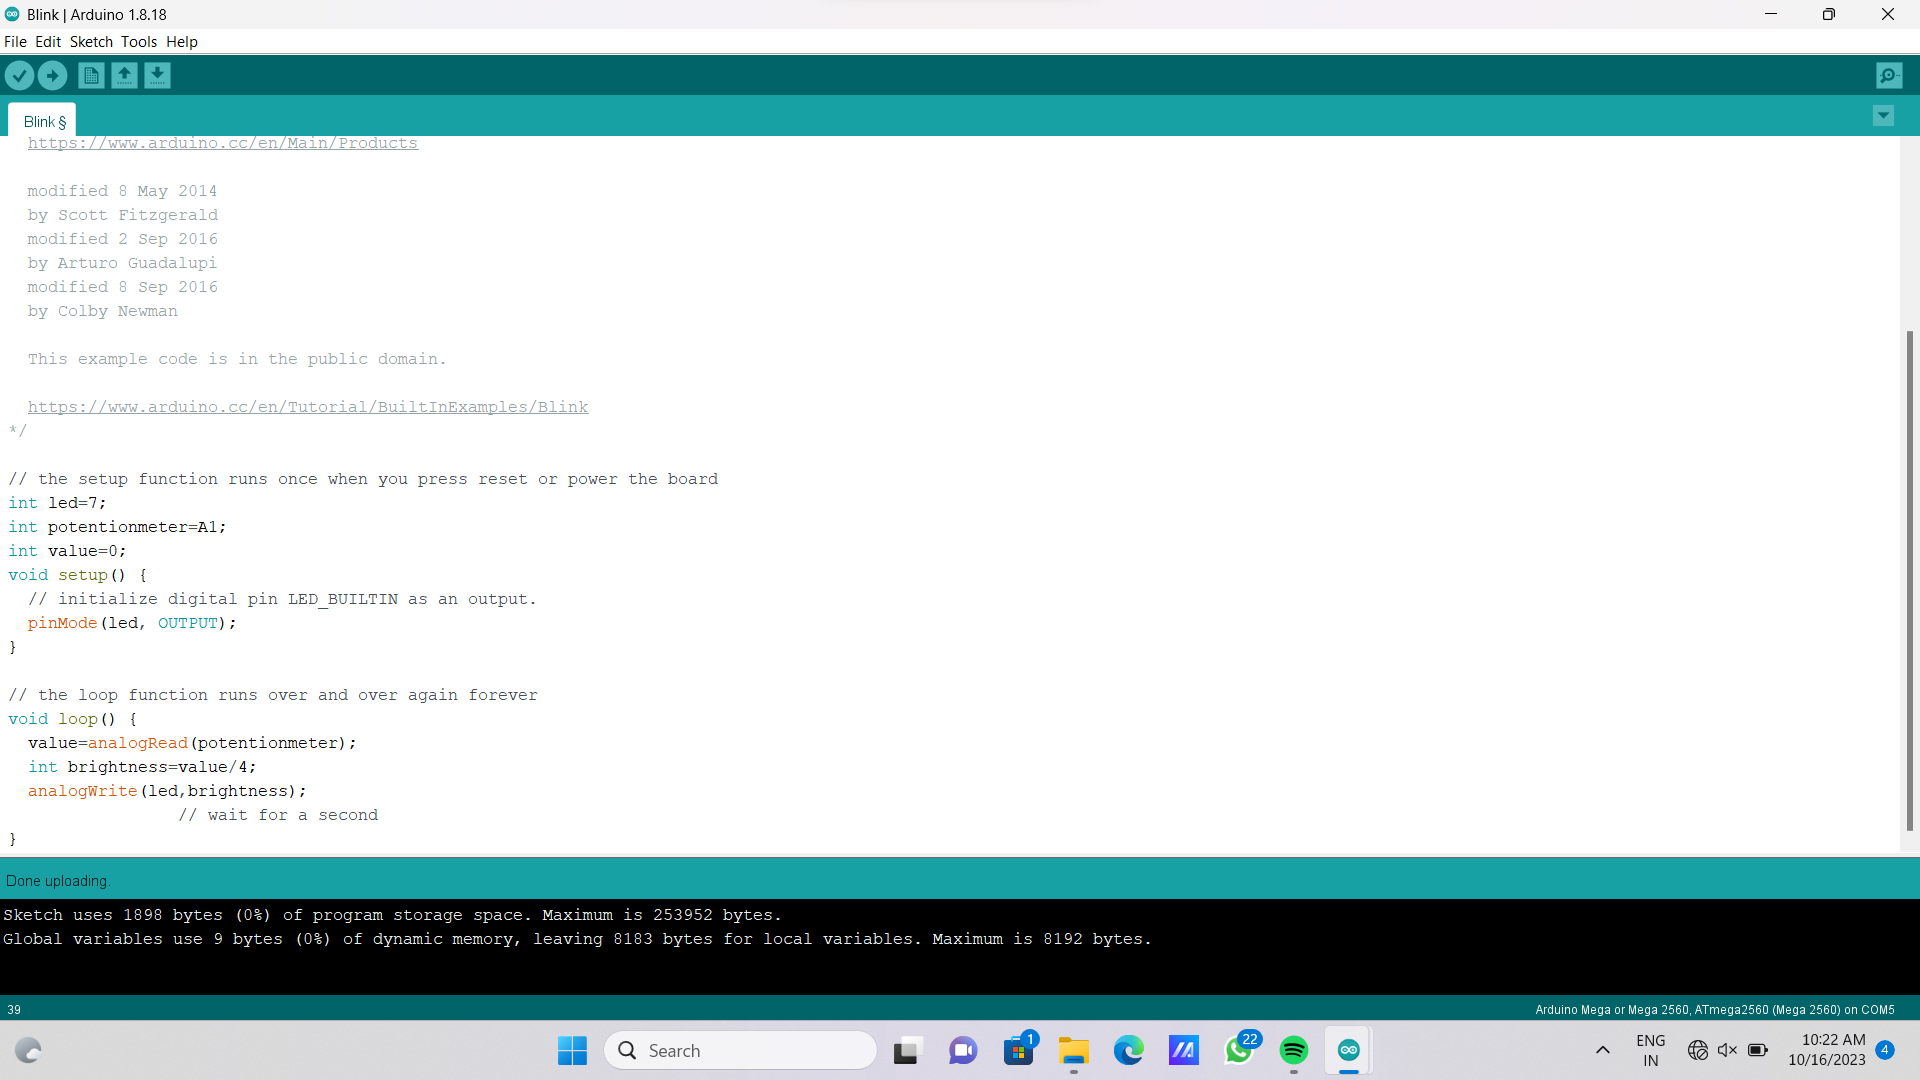 Blink | Arduino 1.8.18
File Edit Sketch Tools Help
Blink §
https://www.arduino.cc/en/Main/Products
modified 8 May 2014
by Scott Fitzgerald
modified 2 Sep 2016
by Arturo Guadalupi
modified 8 Sep 2016
by Colby Newman
This example code is in the public domain.
https://www.arduino.cc/en/Tutorial/BuiltInExamples/Blink
*/
// the setup function runs once when you press reset or power the board
int led=7;
int potentionmeter=A1;
int value=0;
void setup() {
// initialize digital pin LED_BUILTIN as an output.
pinMode(led, OUTPUT);
}
// the loop function runs over and over again forever
void loop() {
value=analogRead(potentionmeter);
int brightness=value/4;
analogWrite(led,brightness);
// wait for a second
}
Done uploading.
Sketch uses 1898 bytes (0%) of program storage space. Maximum is 253952 bytes.
Global variables use 9 bytes (0%) of dynamic memory, leaving 8183 bytes for local variables. Maximum is 8192 bytes.
39 Arduino Mega or Mega 2560, ATmega2560 (Mega 2560) on COM5
Search 1 22 ENG 10:22 AM 4
IN 10/16/2023